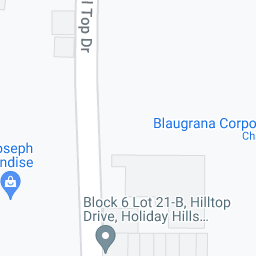 l Top Dr
Blaugrana Corpo
Ch
oseph
ndise
Block 6 Lot 21-B, Hilltop
Drive, Holiday Hills...